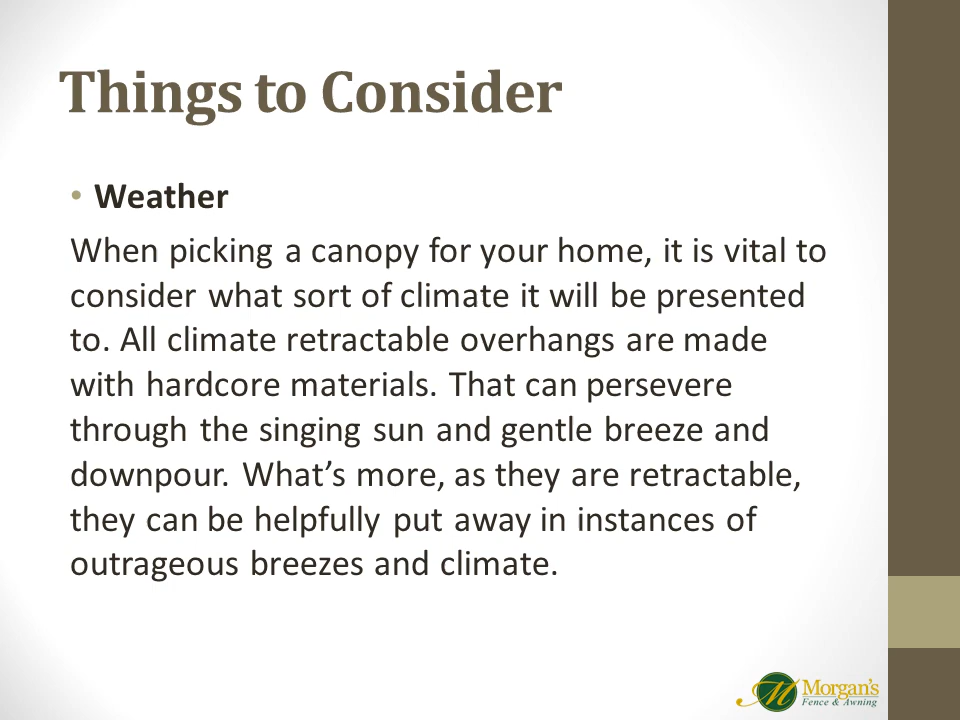 Things to Consider
• Weather
When picking a canopy for your home, it is vital to
consider what sort of climate it will be presented
to. All climate retractable overhangs are made
with hardcore materials. That can persevere
through the singing sun and gentle breeze and
downpour. What’s more, as they are retractable,
they can be helpfully put away in instances of
outrageous breezes and climate.
M Morgan's
Fence & Awning